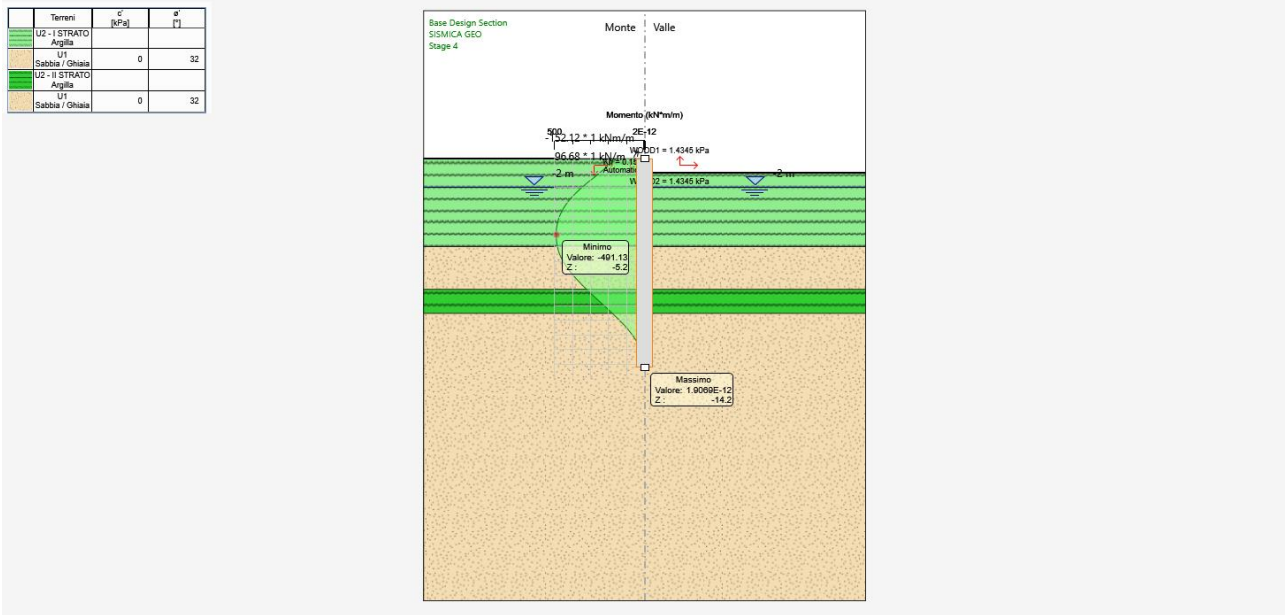 Terreni c' ø'
[kPa] [°]
U2 - I STRATO
Argilla
U1 0 32
Sabbia / Ghiaia
U2 - II STRATO
Argilla
U1 0 32
Sabbia / Ghiaia
Base Design Section
SISMICA GEO
Stage 4
Monte Valle
Momento (kN*m/m)
500 2E-12
-152.12 * 1 kNm/m
WOOD1 = 1.4345 kPa
96.68 * 1 kN/m
-2 m -2 m
= 1.4345 kPa
Minimo
Valore: -491.13
Z : -5.2
Massimo
Valore: 1.9069E-12
Z : -14.2